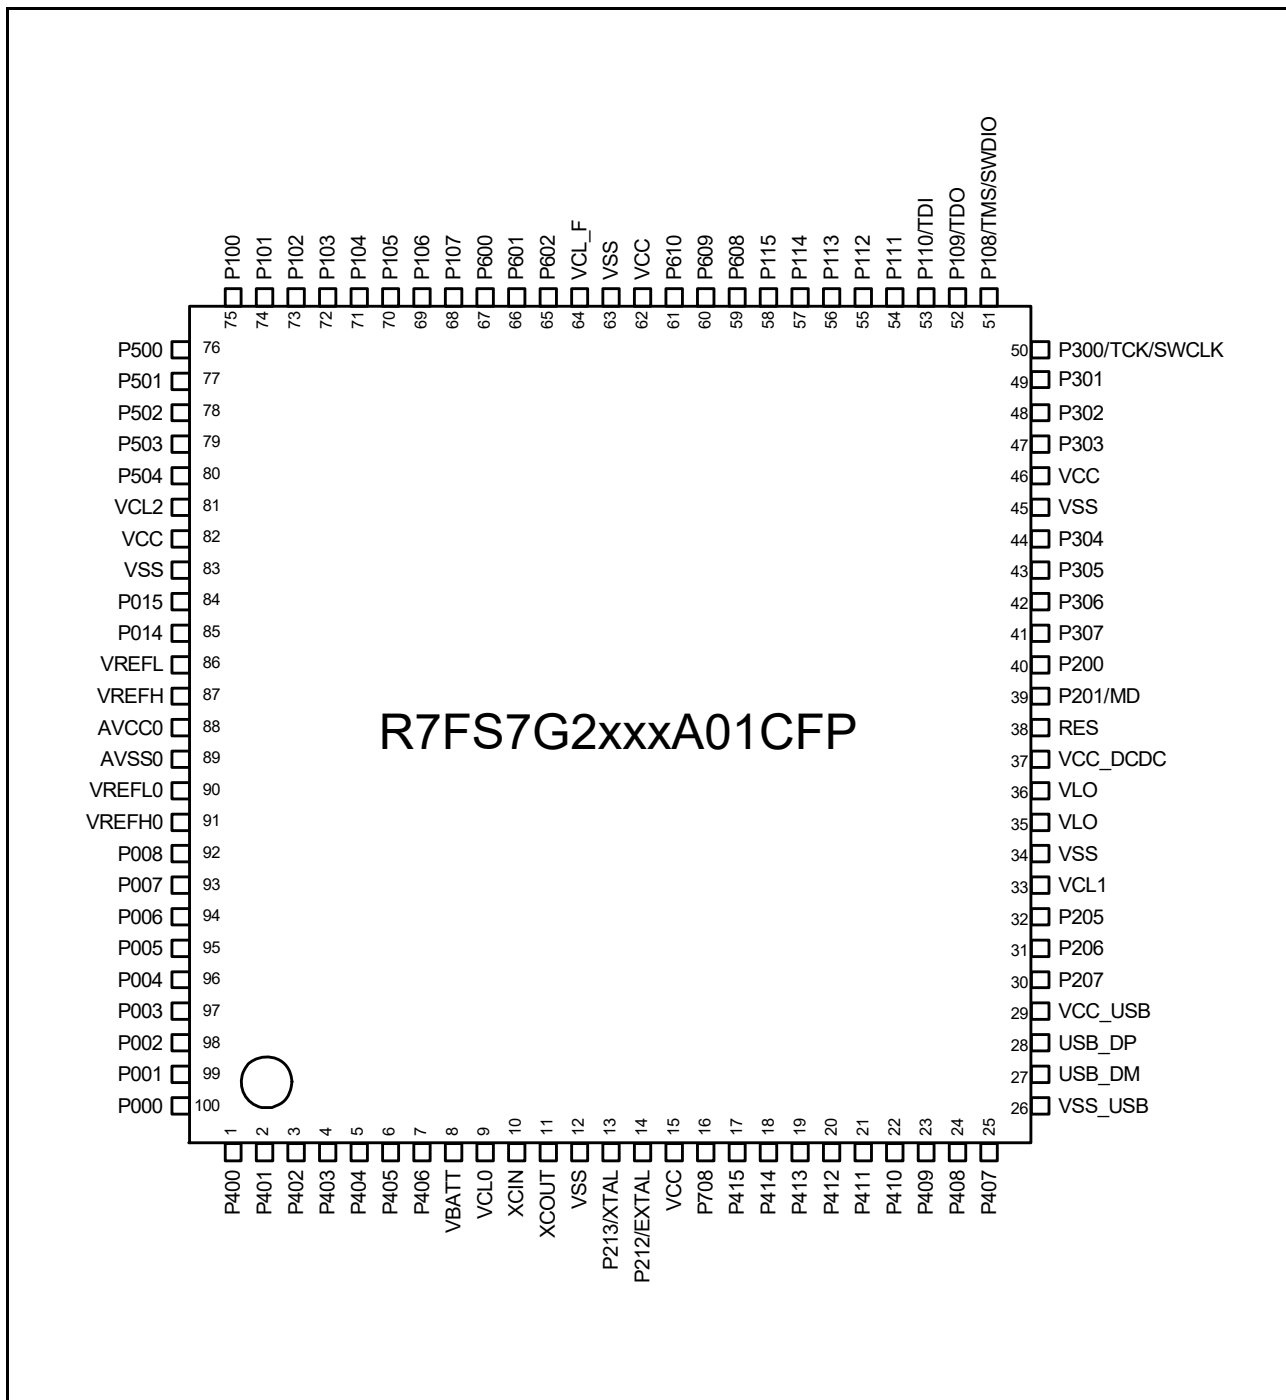 P100
P101
P102
P103
P104
P105
P106
P107
P600
P601
P602
VCL_F
VSS
VCC
P610
P609
P608
P115
P114
P113
P112
P111
P110/TDI
P109/TDO
P108/TMS/SWDIO
75
74
73
72
71
70
69
68
67
66
65
64
63
62
61
60
59
58
57
56
55
54
53
52
51
P500 76
P501 77
P502 78
P503 79
P504 80
VCL2 81
VCC 82
VSS 83
P015 84
P014 85
VREFL 86
VREFH 87
AVCC0 88
AVSS0 89
VREFL0 90
VREFH0 91
P008 92
P007 93
P006 94
P005 95
P004 96
P003 97
P002 98
P001 99
P000 100
R7FS7G2xxxA01CFP
50 P300/TCK/SWCLK
49 P301
48 P302
47 P303
46 VCC
45 VSS
44 P304
43 P305
42 P306
41 P307
40 P200
39 P201/MD
38 RES
37 VCC_DCDC
36 VLO
35 VLO
34 VSS
33 VCL1
32 P205
31 P206
30 P207
29 VCC_USB
28 USB_DP
27 USB_DM
26 VSS_USB
1
2
3
4
5
6
7
8
9
10
11
12
13
14
15
16
17
18
19
20
21
22
23
24
25
P400
P401
P402
P403
P404
P405
P406
VBATT
VCL0
XCIN
XCOUT
VSS
P213/XTAL
P212/EXTAL
VCC
P708
P415
P414
P413
P412
P411
P410
P409
P408
P407